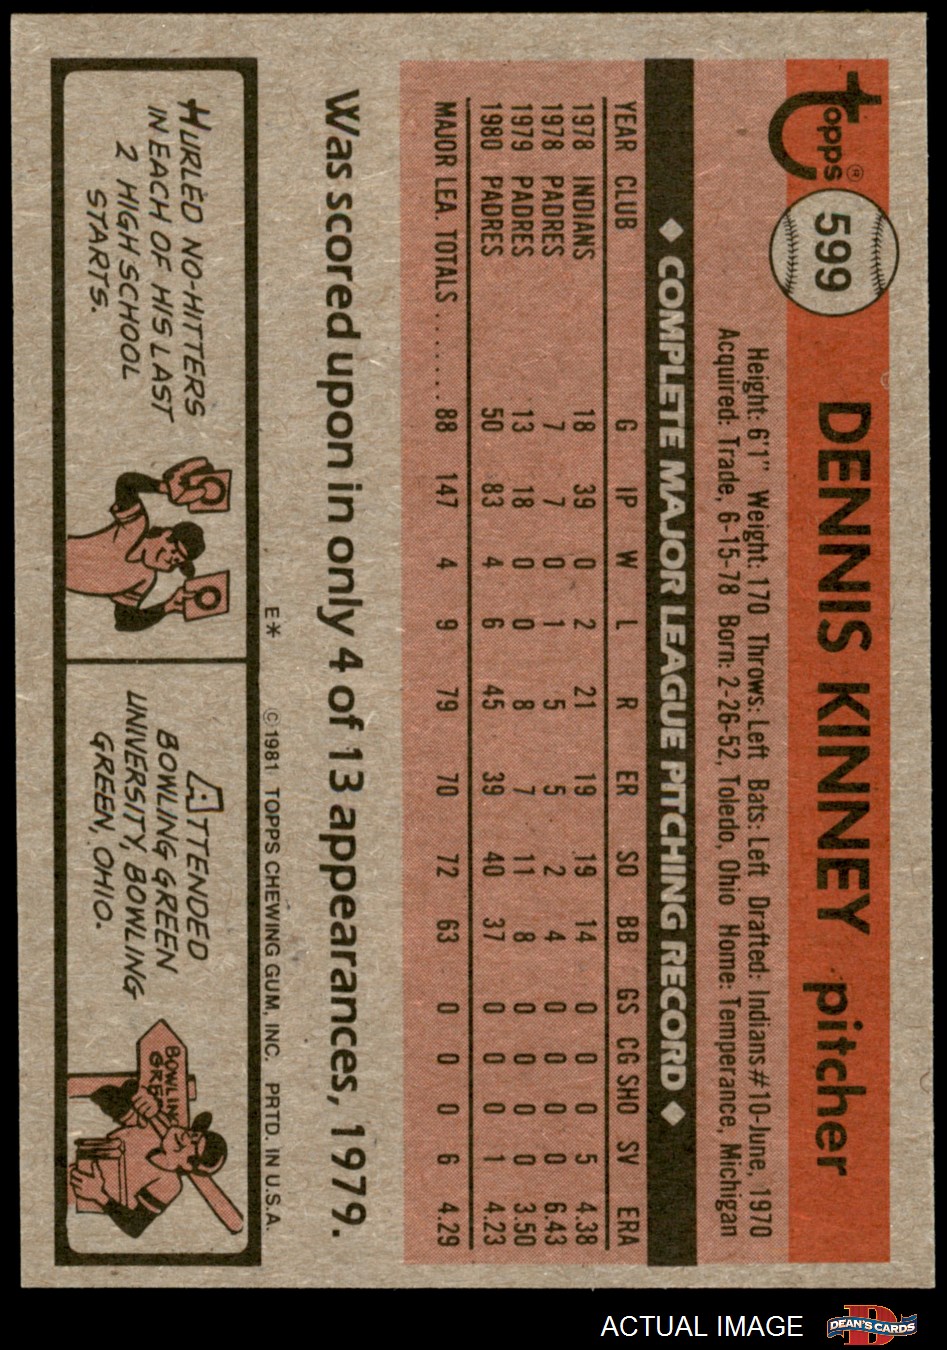 Topps®
599
DENNIS KINNEY pitcher
Height: 6'1" Weight: 170 Throws: Left Bats: Left Drafted: Indians #10-June, 1970
Acquired: Trade, 6-15-78 Born: 2-26-52, Toledo, Ohio Home: Temperance, Michigan
◆ COMPLETE MAJOR LEAGUE PITCHING RECORD ◆
YEAR CLUB G IP W L R ER SO BB GS CG SHO SV ERA
1978 INDIANS 18 39 0 2 21 19 19 14 0 0 0 5 4.38
1978 PADRES 7 7 0 1 5 5 2 4 0 0 0 0 6.43
1979 PADRES 13 18 0 0 8 7 11 8 0 0 0 0 3.50
1980 PADRES 50 83 4 6 45 39 40 37 0 0 0 1 4.23
MAJOR LEA. TOTALS ....... 88 147 4 9 79 70 72 63 0 0 0 6 4.29
Was scored upon in only 4 of 13 appearances, 1979.
E* © 1981 TOPPS CHEWING GUM, INC. PRTD. IN U.S.A.
HURLED NO-HITTERS
IN EACH OF HIS LAST
2 HIGH SCHOOL
STARTS.
0
0
ATTENDED
BOWLING GREEN
UNIVERSITY, BOWLING
GREEN, OHIO.
BOWLIN
GRE
ACTUAL IMAGE
D
DEAN'S CARDS